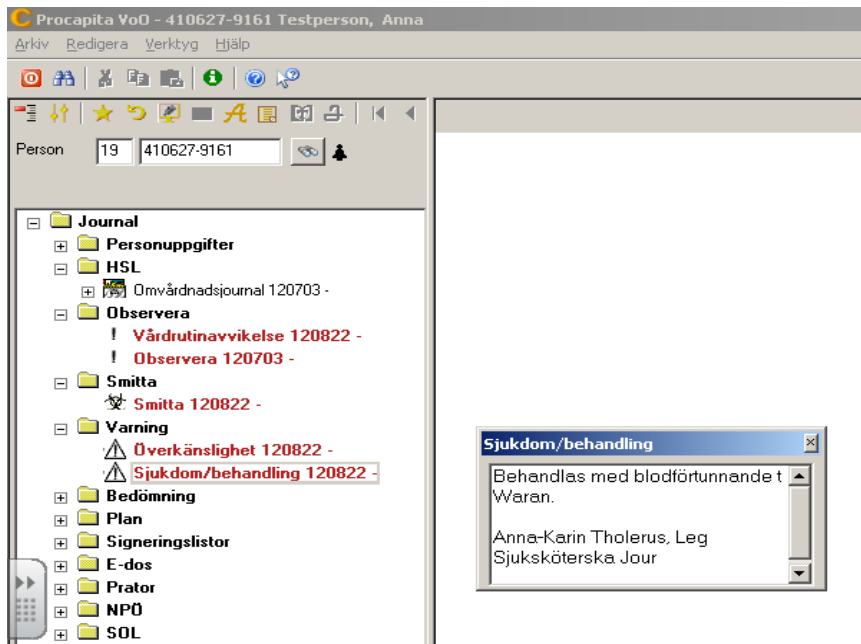 Procapita VoO - 410627-9161 Testperson, Anna
Arkiv Redigera Verktyg Hjälp
Person 19 410627-9161
Journal
Personuppgifter
HSL
Omvårdnadsjournal 120703 -
Observera
Vårdrutinavvikelse 120822 -
Observera 120703 -
Smitta
Smitta 120822 -
Varning
Överkänslighet 120822 -
Sjukdom/behandling 120822 -
Bedömning
Plan
Signeringslistor
E-dos
Prator
NPÖ
SOL
Sjukdom/behandling
Behandlas med blodförtunnande t
Waran.
Anna-Karin Tholerus, Leg
Sjuksköterska Jour